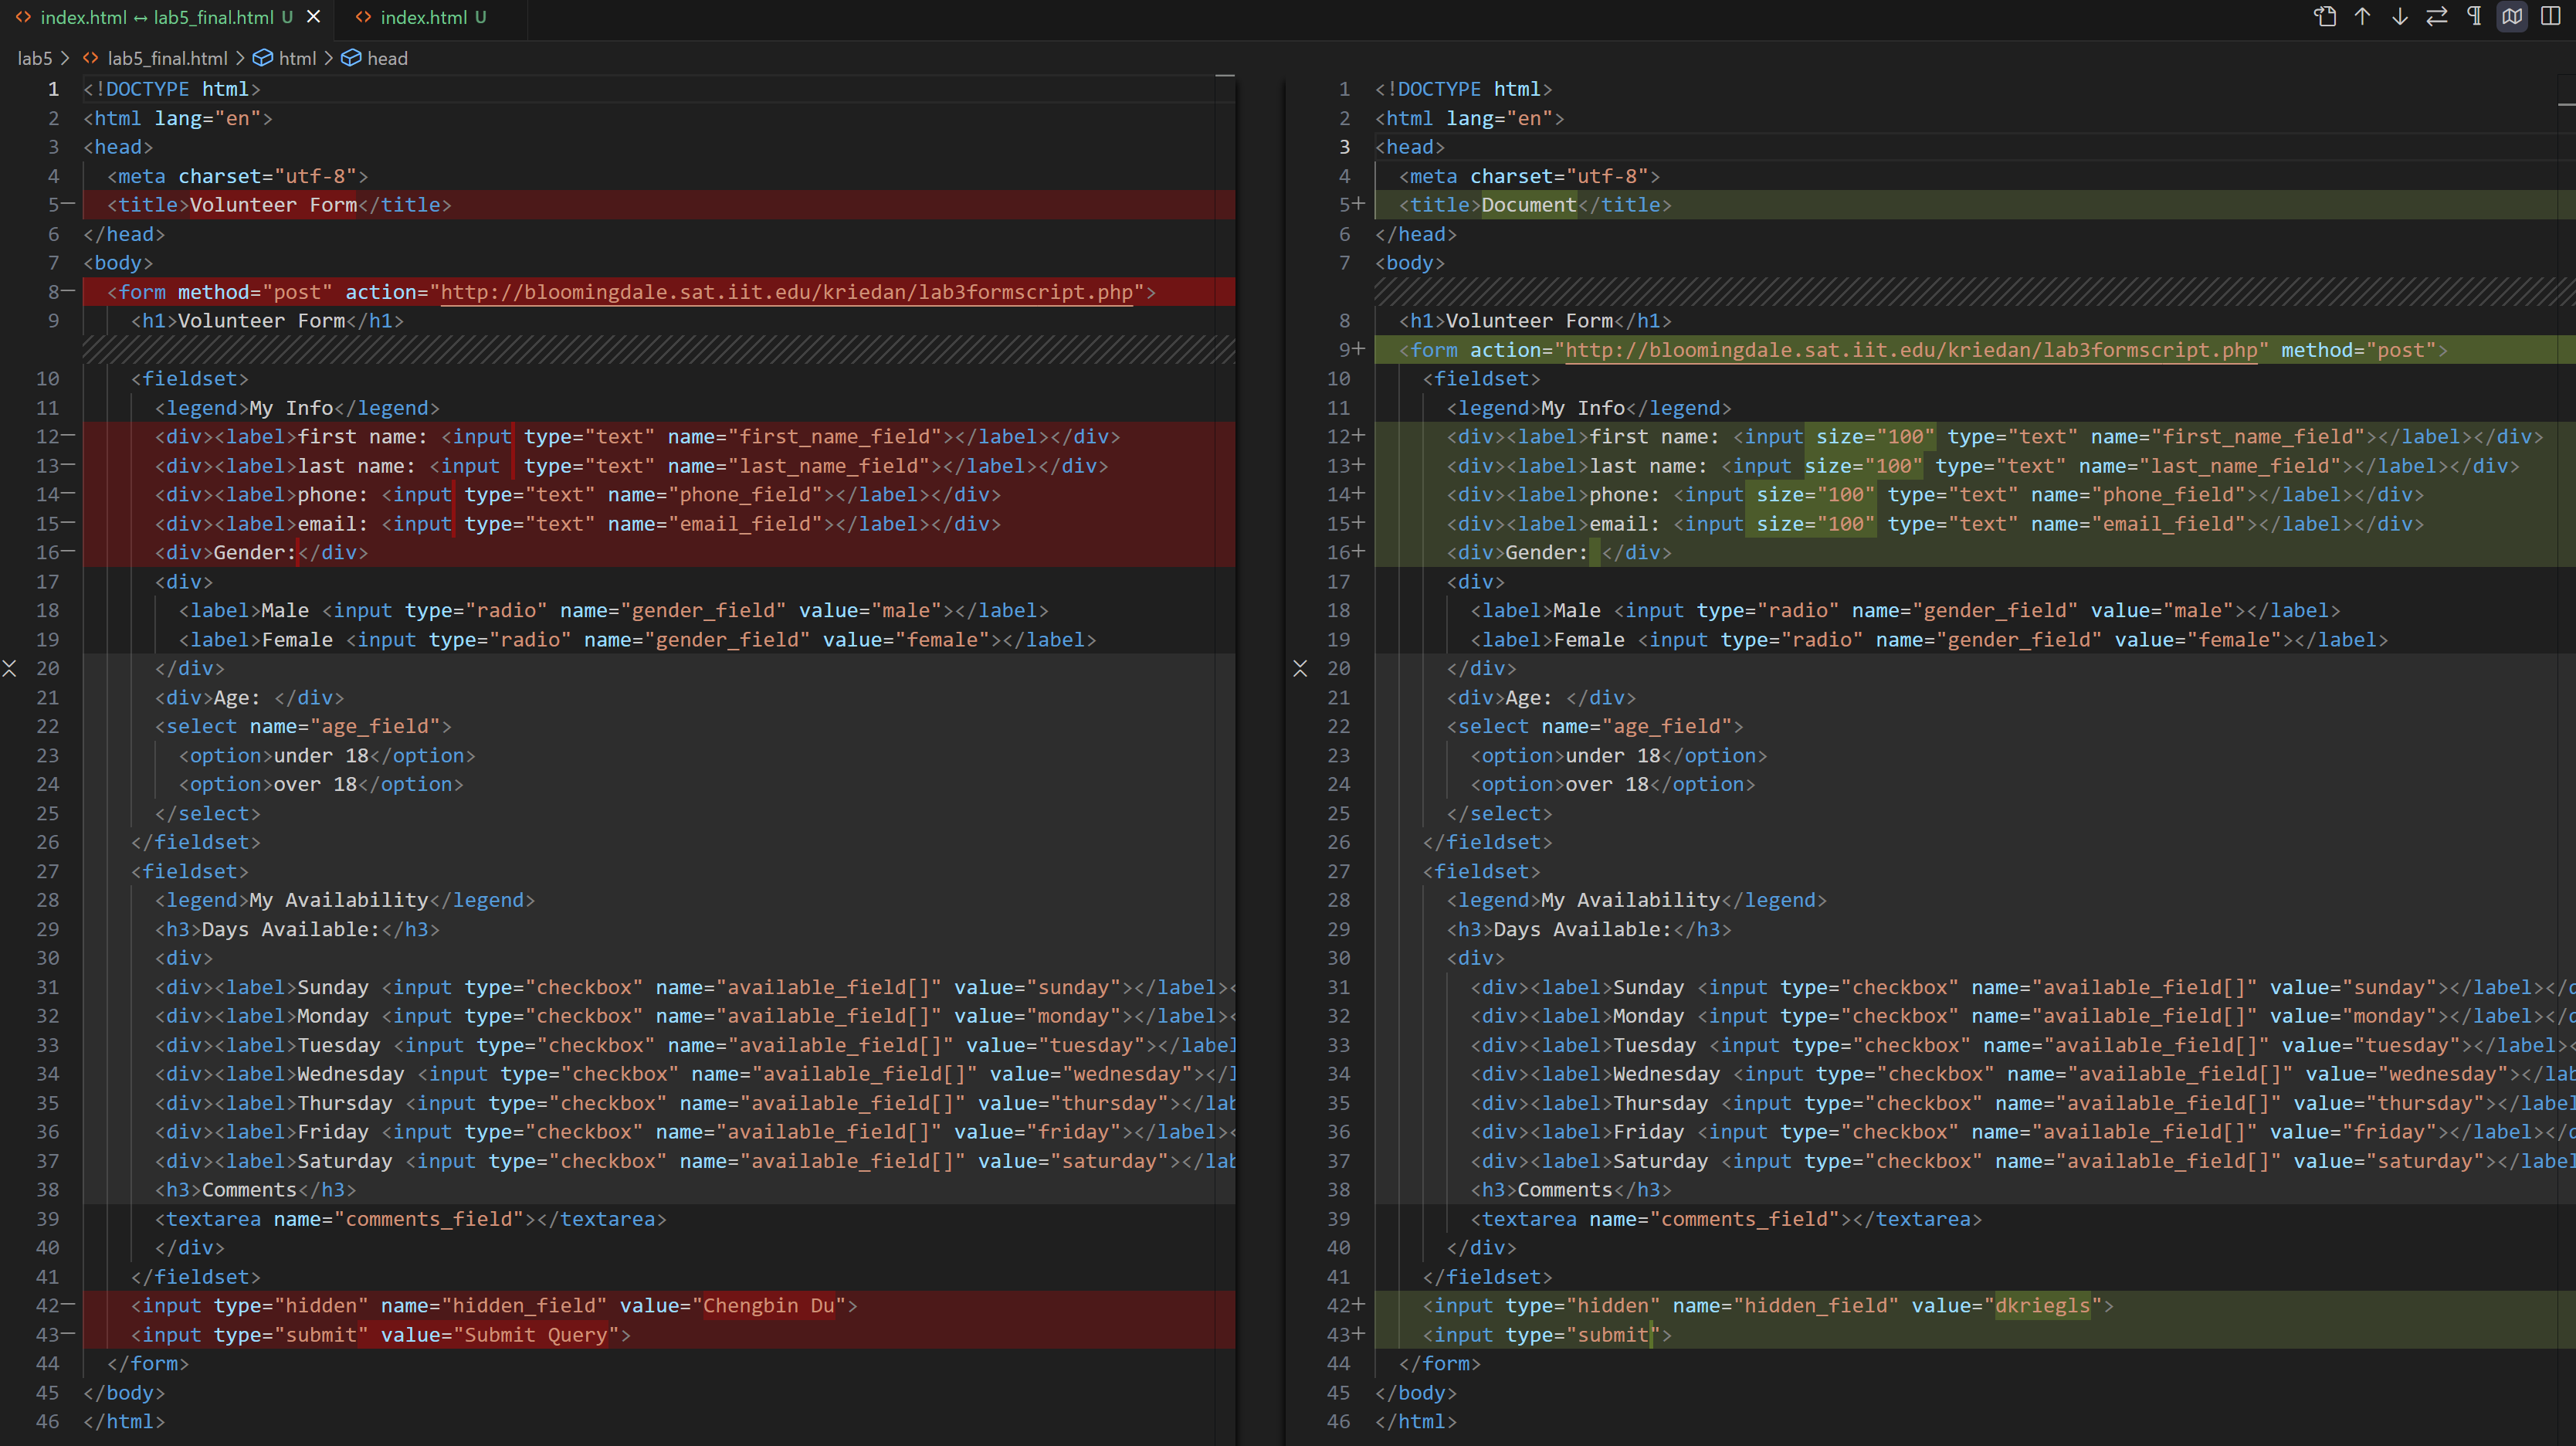 index.html ↔ lab5_final.html U
index.html U
lab5 > lab5_final.html > html > head
1 <!DOCTYPE html>
2 <html lang="en">
3 <head>
4 <meta charset="utf-8">
5− <title>Volunteer Form</title>
6 </head>
7 <body>
8− <form method="post" action="http://bloomingdale.sat.iit.edu/kriedan/lab3formscript.php">
9 <h1>Volunteer Form</h1>
10 <fieldset>
11 <legend>My Info</legend>
12− <div><label>first name: <input type="text" name="first_name_field"></label></div>
13− <div><label>last name: <input  type="text" name="last_name_field"></label></div>
14− <div><label>phone: <input type="text" name="phone_field"></label></div>
15− <div><label>email: <input type="text" name="email_field"></label></div>
16− <div>Gender:</div>
17 <div>
18 <label>Male <input type="radio" name="gender_field" value="male"></label>
19 <label>Female <input type="radio" name="gender_field" value="female"></label>
20 </div>
21 <div>Age: </div>
22 <select name="age_field">
23 <option>under 18</option>
24 <option>over 18</option>
25 </select>
26 </fieldset>
27 <fieldset>
28 <legend>My Availability</legend>
29 <h3>Days Available:</h3>
30 <div>
31 <div><label>Sunday <input type="checkbox" name="available_field[]" value="sunday"></label><
32 <div><label>Monday <input type="checkbox" name="available_field[]" value="monday"></label><
33 <div><label>Tuesday <input type="checkbox" name="available_field[]" value="tuesday"></label
34 <div><label>Wednesday <input type="checkbox" name="available_field[]" value="wednesday"></l
35 <div><label>Thursday <input type="checkbox" name="available_field[]" value="thursday"></lab
36 <div><label>Friday <input type="checkbox" name="available_field[]" value="friday"></label><
37 <div><label>Saturday <input type="checkbox" name="available_field[]" value="saturday"></lab
38 <h3>Comments</h3>
39 <textarea name="comments_field"></textarea>
40 </div>
41 </fieldset>
42− <input type="hidden" name="hidden_field" value="Chengbin Du">
43− <input type="submit" value="Submit Query">
44 </form>
45 </body>
46 </html>
1 <!DOCTYPE html>
2 <html lang="en">
3 <head>
4 <meta charset="utf-8">
5+ <title>Document</title>
6 </head>
7 <body>
8 <h1>Volunteer Form</h1>
9+ <form action="http://bloomingdale.sat.iit.edu/kriedan/lab3formscript.php" method="post">
10 <fieldset>
11 <legend>My Info</legend>
12+ <div><label>first name: <input size="100" type="text" name="first_name_field"></label></div>
13+ <div><label>last name: <input size="100" type="text" name="last_name_field"></label></div>
14+ <div><label>phone: <input size="100" type="text" name="phone_field"></label></div>
15+ <div><label>email: <input size="100" type="text" name="email_field"></label></div>
16+ <div>Gender: </div>
17 <div>
18 <label>Male <input type="radio" name="gender_field" value="male"></label>
19 <label>Female <input type="radio" name="gender_field" value="female"></label>
20 </div>
21 <div>Age: </div>
22 <select name="age_field">
23 <option>under 18</option>
24 <option>over 18</option>
25 </select>
26 </fieldset>
27 <fieldset>
28 <legend>My Availability</legend>
29 <h3>Days Available:</h3>
30 <div>
31 <div><label>Sunday <input type="checkbox" name="available_field[]" value="sunday"></label></d
32 <div><label>Monday <input type="checkbox" name="available_field[]" value="monday"></label></d
33 <div><label>Tuesday <input type="checkbox" name="available_field[]" value="tuesday"></label><
34 <div><label>Wednesday <input type="checkbox" name="available_field[]" value="wednesday"></lab
35 <div><label>Thursday <input type="checkbox" name="available_field[]" value="thursday"></label
36 <div><label>Friday <input type="checkbox" name="available_field[]" value="friday"></label></d
37 <div><label>Saturday <input type="checkbox" name="available_field[]" value="saturday"></label
38 <h3>Comments</h3>
39 <textarea name="comments_field"></textarea>
40 </div>
41 </fieldset>
42+ <input type="hidden" name="hidden_field" value="dkriegls">
43+ <input type="submit">
44 </form>
45 </body>
46 </html>